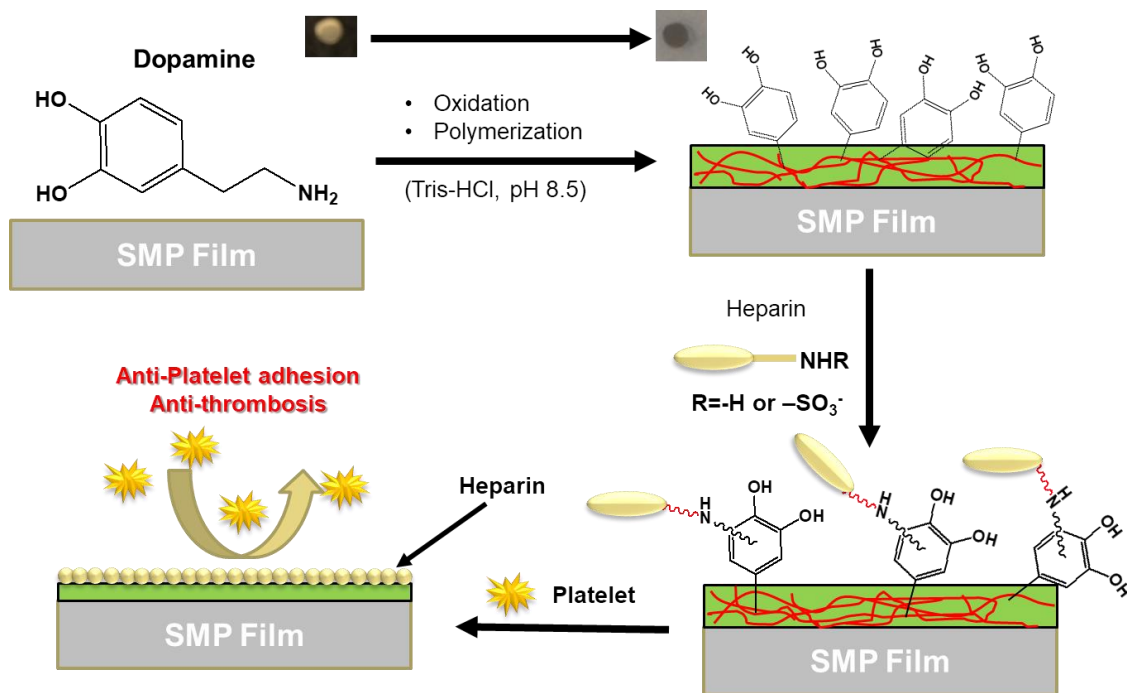 Dopamine
HO
HO
NH2
SMP Film
• Oxidation
• Polymerization
(Tris-HCl, pH 8.5)
HO
HO
HO
HO
OH
OH
HO
HO
SMP Film
Heparin
NHR
R=-H or –SO3-
H
N
OH
OH
H
N
OH
OH
H
N
OH
OH
SMP Film
Platelet
Anti-Platelet adhesion
Anti-thrombosis
Heparin
SMP Film